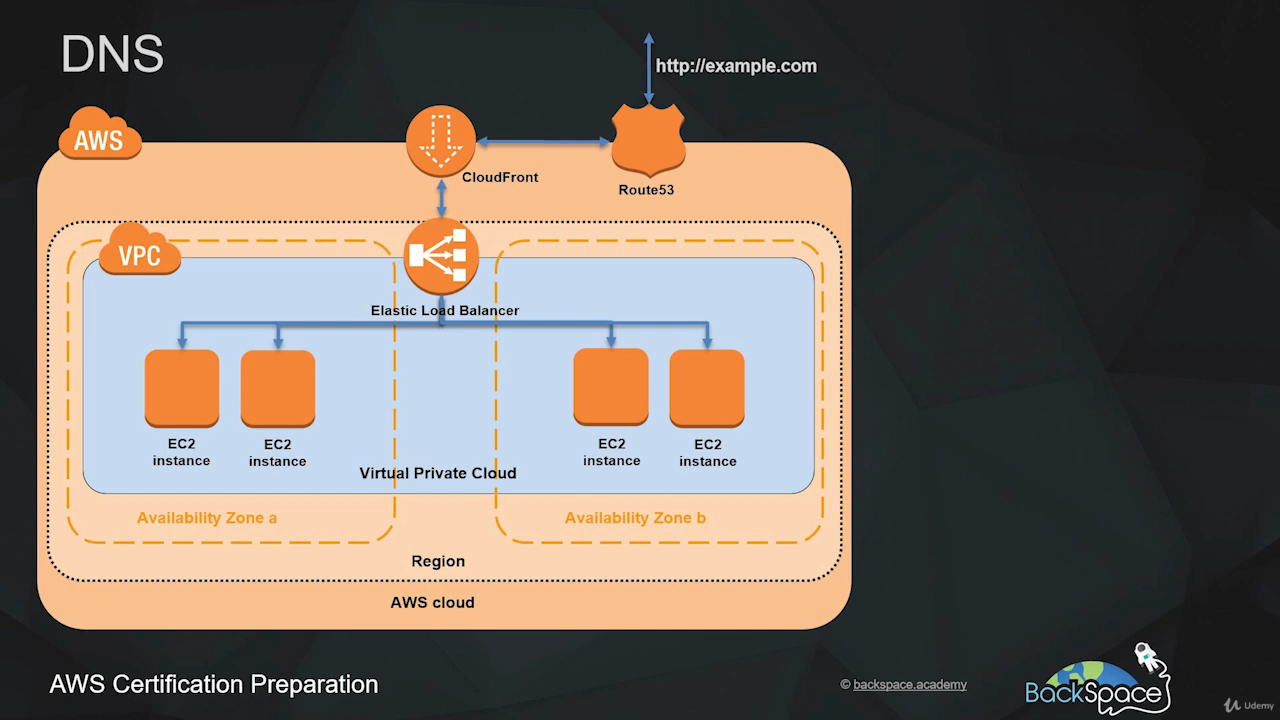 DNS
http://example.com
AWS
CloudFront
Route53
VPC
Elastic Load Balancer
EC2
instance
EC2
instance
EC2
instance
EC2
instance
Virtual Private Cloud
Availability Zone a
Availability Zone b
Region
AWS cloud
AWS Certification Preparation
© backspace.academy
BackSpace
Udemy